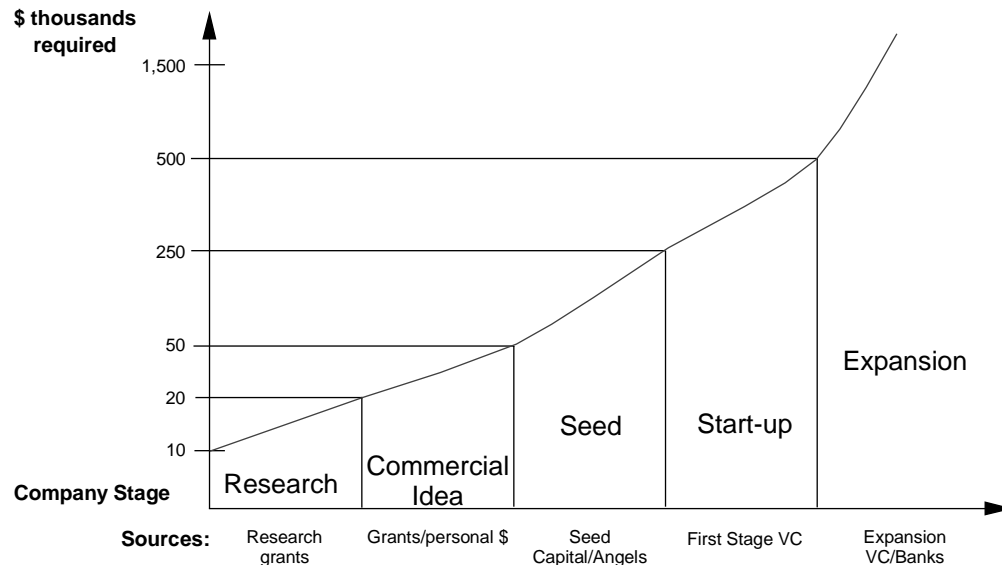 $ thousands
required
1,500
500
250
50
20
10
Expansion
Start-up
Seed
Commercial
Idea
Research
Company Stage
Sources:
Research
grants
Grants/personal $
Seed
Capital/Angels
First Stage VC
Expansion
VC/Banks